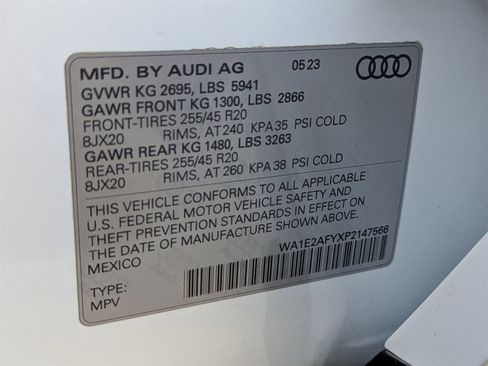 MFD. BY AUDI AG 05 23
GVWR KG 2695, LBS 5941
GAWR FRONT KG 1300, LBS 2866
FRONT-TIRES 255/45 R20
8JX20 RIMS, AT 240 KPA 35 PSI COLD
GAWR REAR KG 1480, LBS 3263
REAR-TIRES 255/45 R20
8JX20 RIMS, AT 260 KPA 38 PSI COLD
THIS VEHICLE CONFORMS TO ALL APPLICABLE
U.S. FEDERAL MOTOR VEHICLE SAFETY AND
THEFT PREVENTION STANDARDS IN EFFECT ON
THE DATE OF MANUFACTURE SHOWN ABOVE.
MEXICO WA1E2AFYXP2147566
TYPE:
MPV